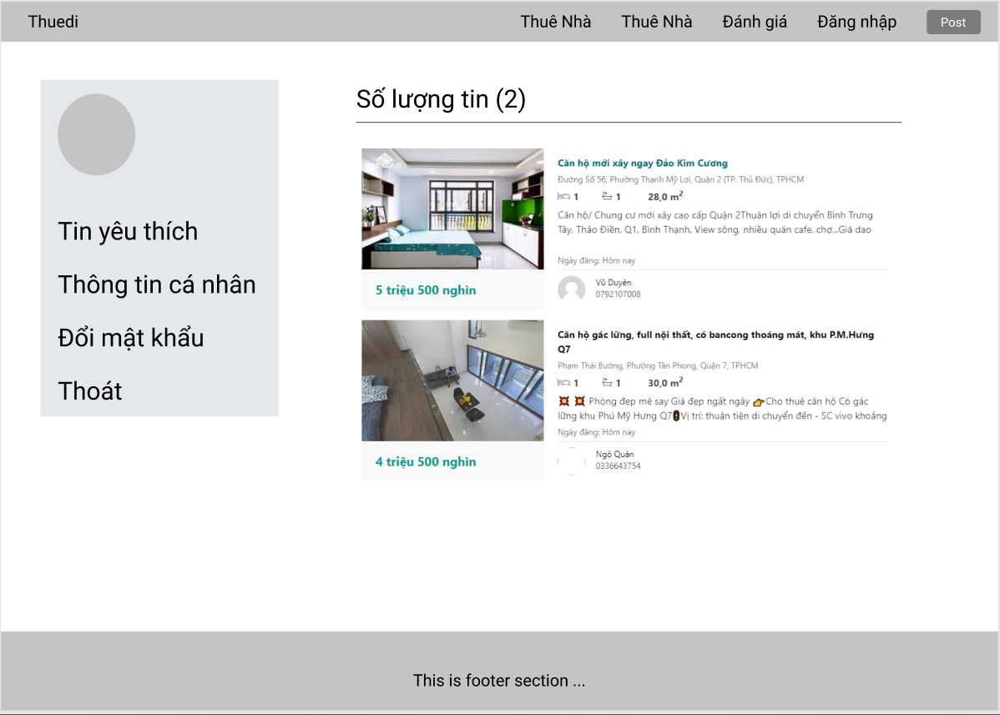 Thuedi
Thuê Nhà
Thuê Nhà
Đánh giá
Đăng nhập
Post
Tin yêu thích
Thông tin cá nhân
Đổi mật khẩu
Thoát
Số lượng tin (2)
5 triệu 500 nghìn
Căn hộ mới xây ngay Đảo Kim Cương
Đường Số 56, Phường Thạnh Mỹ Lợi, Quận 2 (TP. Thủ Đức), TPHCM
1 1 28,0 m²
Căn hộ/ Chung cư mới xây cao cấp Quận 2Thuận lợi di chuyển Bình Trưng
Tây, Thảo Điền, Q1, Bình Thạnh. View sông, nhiều quán cafe, chợ,..Giá dao
Ngày đăng: Hôm nay
Vũ Duyên
0792107008
4 triệu 500 nghìn
Căn hộ gác lững, full nội thất, có bancong thoáng mát, khu P.M.Hưng
Q7
Phạm Thái Bường, Phường Tân Phong, Quận 7, TPHCM
1 1 30,0 m²
💥 💥 Phòng đẹp mê say Giá đẹp ngất ngây 👉Cho thuê căn hộ Có gác
lững khu Phú Mỹ Hưng Q7🚦Vị trí: thuận tiện di chuyển đến - SC vivo khoảng
Ngày đăng: Hôm nay
Ngô Quân
0336643754
This is footer section ...